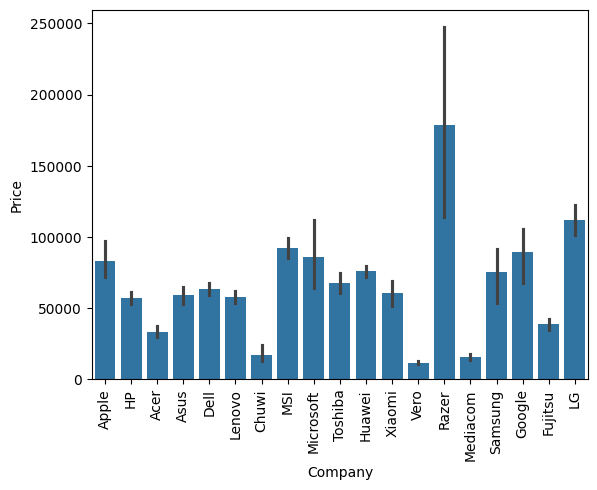 250000
200000
150000
100000
50000
0
Price
Apple
HP
Acer
Asus
Dell
Lenovo
Chuwi
MSI
Microsoft
Toshiba
Huawei
Xiaomi
Vero
Razer
Mediacom
Samsung
Google
Fujitsu
LG
Company